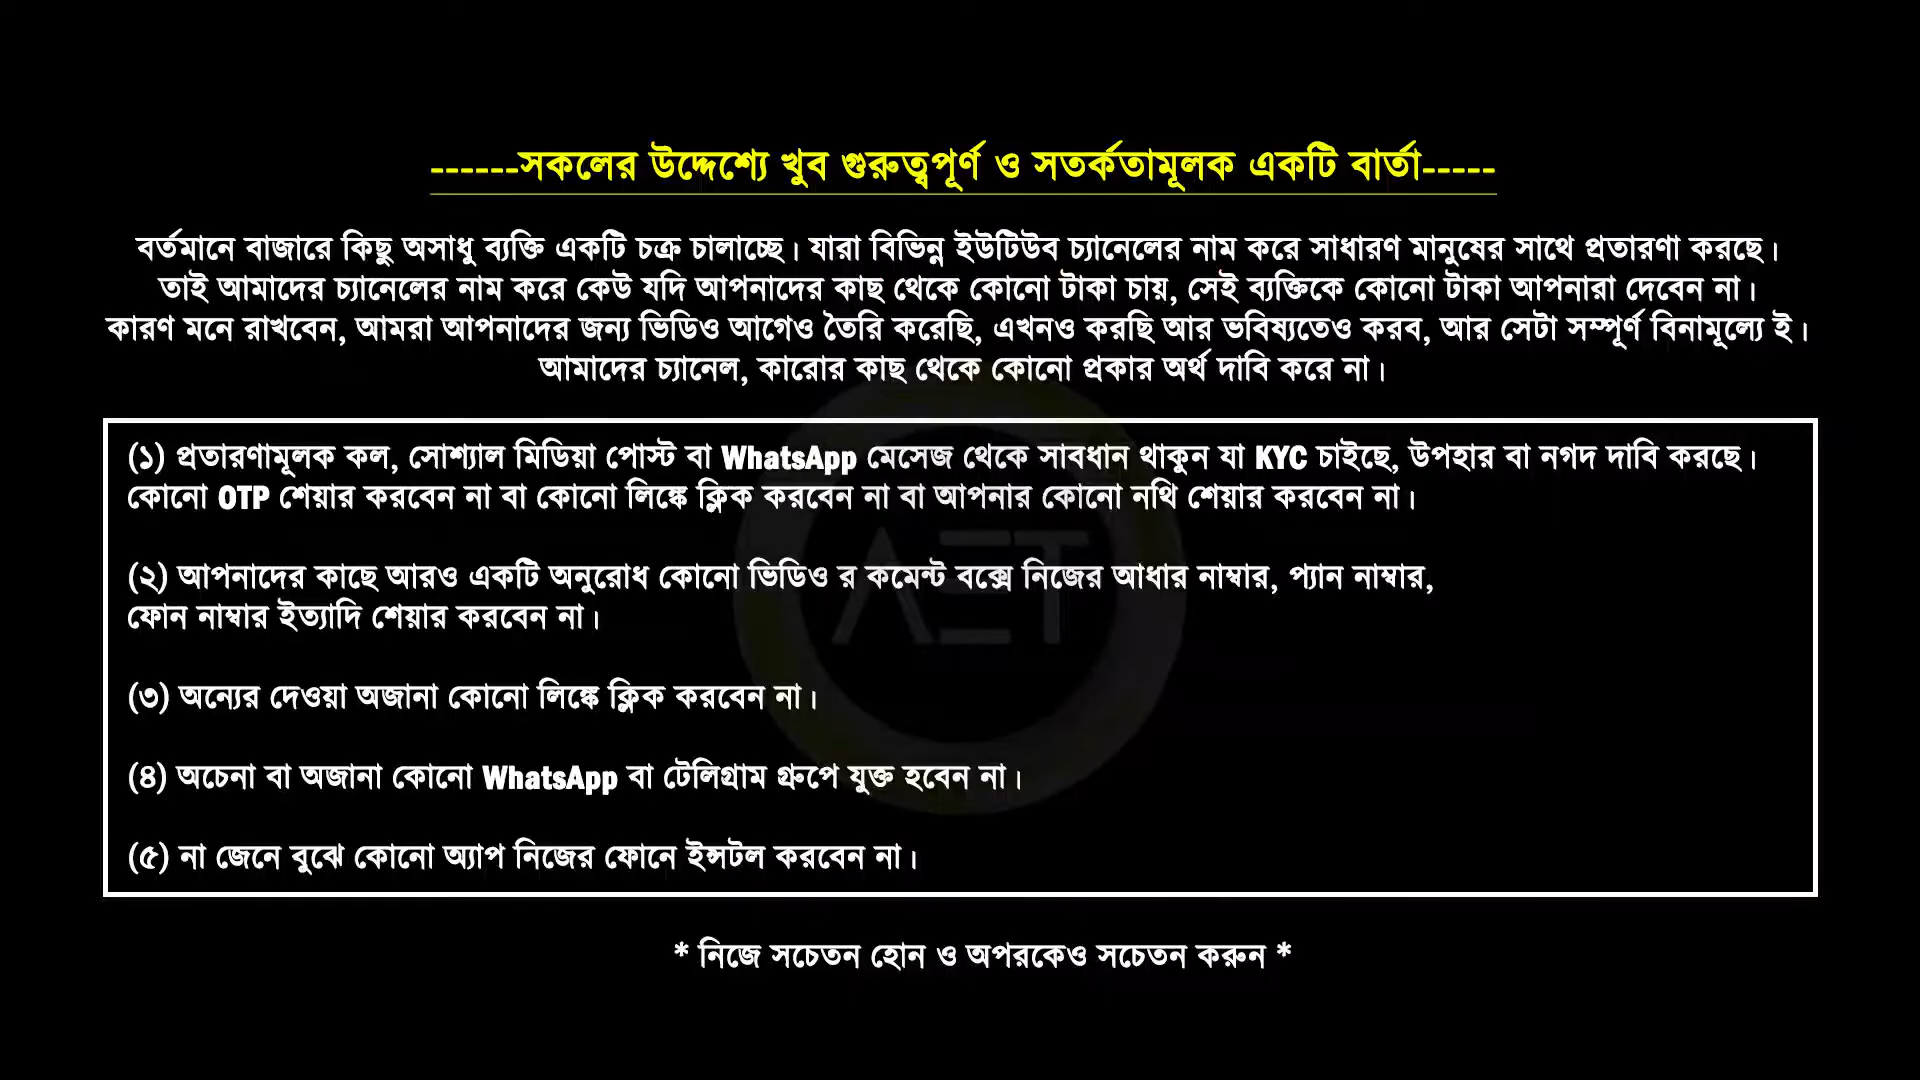 ------সকলের উদ্দেশ্যে খুব গুরুত্বপূর্ণ ও সতর্কতামূলক একটি বার্তা-----
বর্তমানে বাজারে কিছু অসাধু ব্যক্তি একটি চক্র চালাচ্ছে। যারা বিভিন্ন ইউটিউব চ্যানেলের নাম করে সাধারণ মানুষের সাথে প্রতারণা করছে।
তাই আমাদের চ্যানেলের নাম করে কেউ যদি আপনাদের কাছ থেকে কোনো টাকা চায়, সেই ব্যক্তিকে কোনো টাকা আপনারা দেবেন না।
কারণ মনে রাখবেন, আমরা আপনাদের জন্য ভিডিও আগেও তৈরি করেছি, এখনও করছি আর ভবিষ্যতেও করব, আর সেটা সম্পূর্ণ বিনামূল্যে ই।
আমাদের চ্যানেল, কারোর কাছ থেকে কোনো প্রকার অর্থ দাবি করে না।
(১) প্রতারণামূলক কল, সোশ্যাল মিডিয়া পোস্ট বা WhatsApp মেসেজ থেকে সাবধান থাকুন যা KYC চাইছে, উপহার বা নগদ দাবি করছে।
কোনো OTP শেয়ার করবেন না বা কোনো লিঙ্কে ক্লিক করবেন না বা আপনার কোনো নথি শেয়ার করবেন না।
(২) আপনাদের কাছে আরও একটি অনুরোধ কোনো ভিডিও র কমেন্ট বক্সে নিজের আধার নাম্বার, প্যান নাম্বার,
ফোন নাম্বার ইত্যাদি শেয়ার করবেন না।
AET
(৩) অন্যের দেওয়া অজানা কোনো লিঙ্কে ক্লিক করবেন না।
(৪) অচেনা বা অজানা কোনো WhatsApp বা টেলিগ্রাম গ্রুপে যুক্ত হবেন না।
(৫) না জেনে বুঝে কোনো অ্যাপ নিজের ফোনে ইন্সটল করবেন না।
* নিজে সচেতন হোন ও অপরকেও সচেতন করুন *